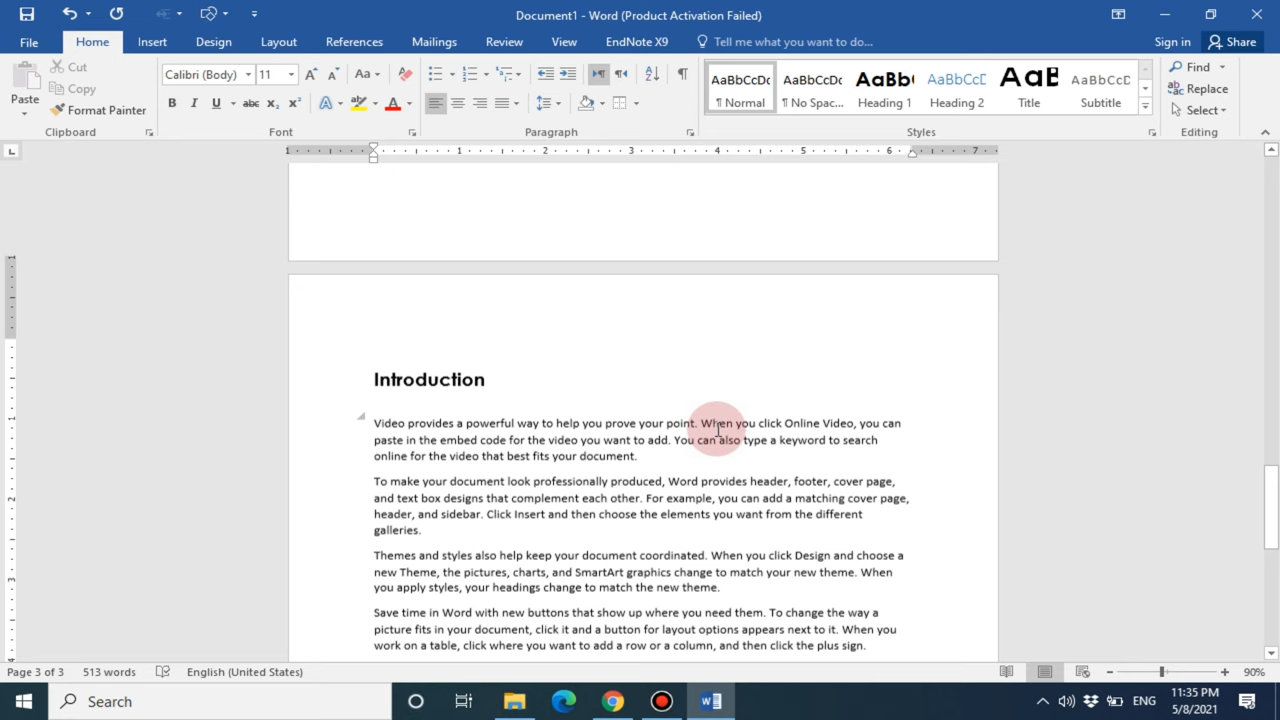 Document1 - Word (Product Activation Failed)
File Home Insert Design Layout References Mailings Review View EndNote X9 Tell me what you want to do... Sign in Share
Paste Cut
Copy
Format Painter
Calibri (Body) 11 Aa
B I U abc x₂ x² A A
AaBbCcDc AaBbCcDc AaBb( AaBbCcD AaB AaBbCcD
¶ Normal ¶ No Spac... Heading 1 Heading 2 Title Subtitle
Find
Replace
Select
Clipboard Font Paragraph Styles Editing
1 1 2 3 4 5 6 7
Introduction
Video provides a powerful way to help you prove your point. When you click Online Video, you can
paste in the embed code for the video you want to add. You can also type a keyword to search
online for the video that best fits your document.
To make your document look professionally produced, Word provides header, footer, cover page,
and text box designs that complement each other. For example, you can add a matching cover page,
header, and sidebar. Click Insert and then choose the elements you want from the different
galleries.
Themes and styles also help keep your document coordinated. When you click Design and choose a
new Theme, the pictures, charts, and SmartArt graphics change to match your new theme. When
you apply styles, your headings change to match the new theme.
Save time in Word with new buttons that show up where you need them. To change the way a
picture fits in your document, click it and a button for layout options appears next to it. When you
work on a table, click where you want to add a row or a column, and then click the plus sign.
Page 3 of 3 513 words English (United States) 90%
Search ENG 11:35 PM
5/8/2021